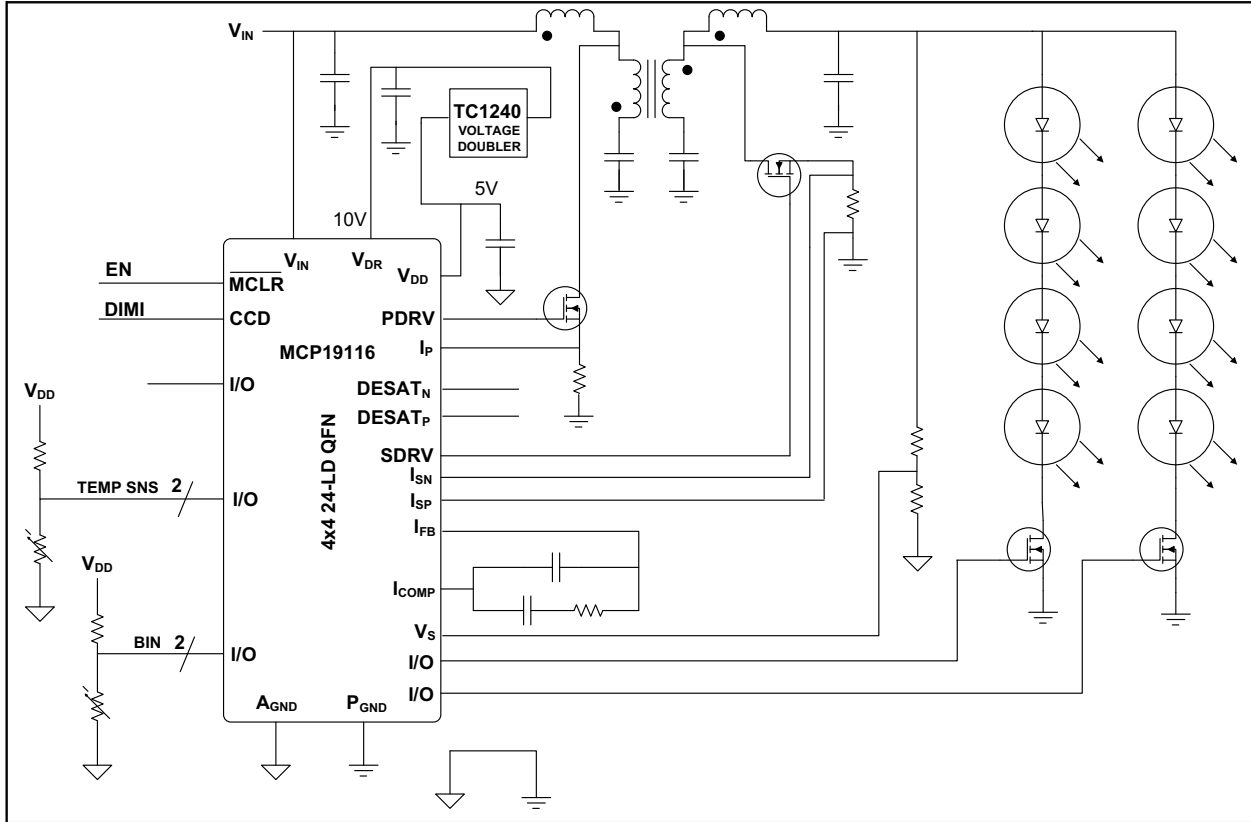 VIN
TC1240
VOLTAGE
DOUBLER
5V
10V
EN
DIMI
VIN
VDR
VDD
MCLR
CCD
PDRV
MCP19116
IP
I/O
VDD
DESATN
DESATP
4x4 24-LD QFN
SDRV
ISN
TEMP SNS 2
I/O
ISP
IFB
VDD
ICOMP
VS
BIN 2
I/O
I/O
I/O
AGND
PGND